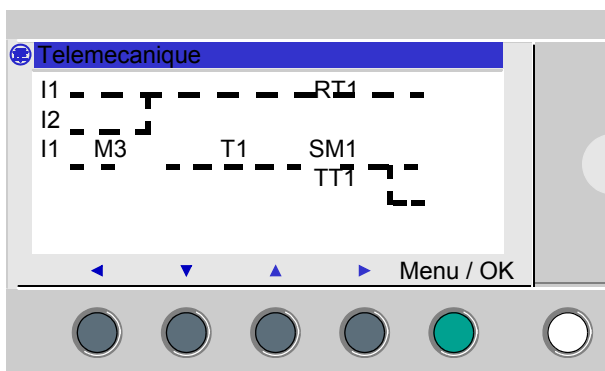 Telemecanique
I1 RT1
I2
I1 M3 T1 SM1
TT1
Menu / OK